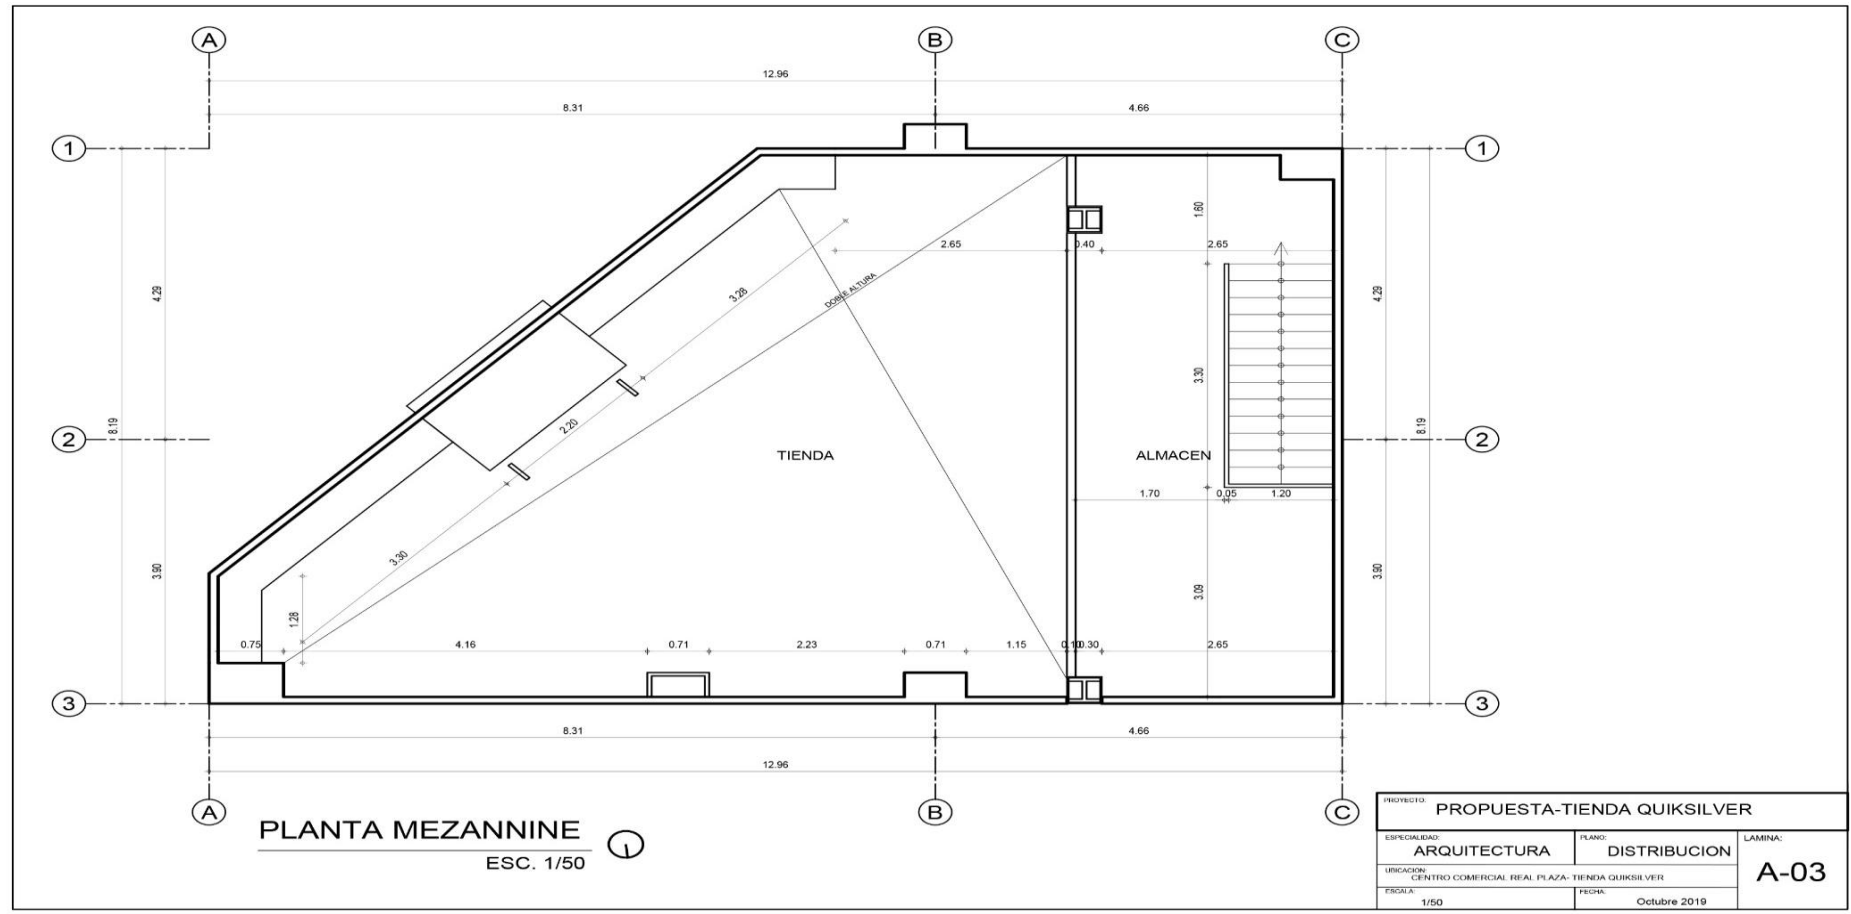 A B C
12.96
8.31 4.66
1 1
1.60
2.65 0.40 2.65
4.29 3.28 DOBLE ALTURA 4.29
3.30
2.20
8.19 8.19
2 2
TIENDA ALMACEN
1.70 0.05 1.20
3.30
3.90 3.90
3.09
1.28
0.75 4.16 0.71 2.23 0.71 1.15 0.10 0.30 2.65
3 3
8.31 4.66
12.96
A B C
PLANTA MEZANNINE
ESC. 1/50
PROYECTO: PROPUESTA-TIENDA QUIKSILVER
ESPECIALIDAD: ARQUITECTURA
PLANO: DISTRIBUCION
LAMINA:
A-03
UBICACION: CENTRO COMERCIAL REAL PLAZA- TIENDA QUIKSILVER
ESCALA: 1/50
FECHA: Octubre 2019